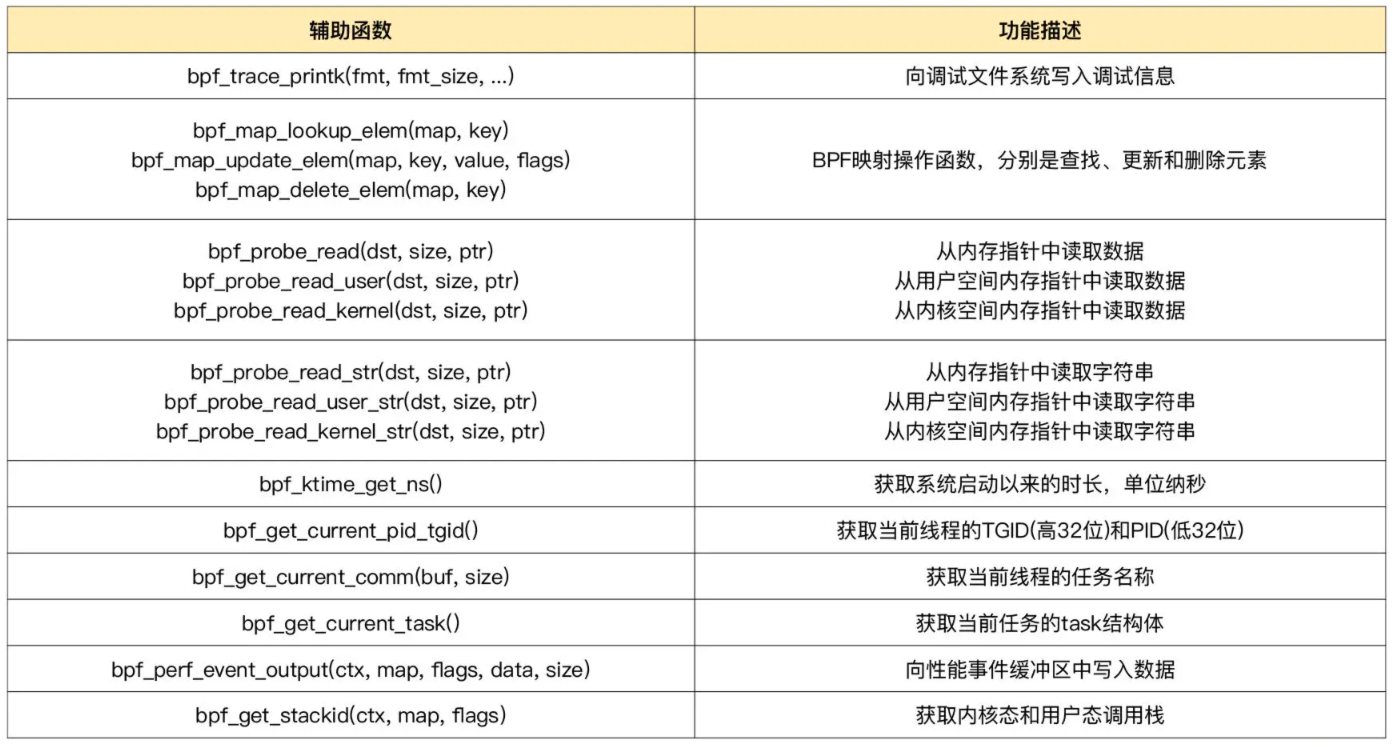 辅助函数
功能描述
bpf_trace_printk(fmt, fmt_size, ...)
向调试文件系统写入调试信息
bpf_map_lookup_elem(map, key)
bpf_map_update_elem(map, key, value, flags)
bpf_map_delete_elem(map, key)
BPF映射操作函数，分别是查找、更新和删除元素
bpf_probe_read(dst, size, ptr)
bpf_probe_read_user(dst, size, ptr)
bpf_probe_read_kernel(dst, size, ptr)
从内存指针中读取数据
从用户空间内存指针中读取数据
从内核空间内存指针中读取数据
bpf_probe_read_str(dst, size, ptr)
bpf_probe_read_user_str(dst, size, ptr)
bpf_probe_read_kernel_str(dst, size, ptr)
从内存指针中读取字符串
从用户空间内存指针中读取字符串
从内核空间内存指针中读取字符串
bpf_ktime_get_ns()
获取系统启动以来的时长，单位纳秒
bpf_get_current_pid_tgid()
获取当前线程的TGID(高32位)和PID(低32位)
bpf_get_current_comm(buf, size)
获取当前线程的任务名称
bpf_get_current_task()
获取当前任务的task结构体
bpf_perf_event_output(ctx, map, flags, data, size)
向性能事件缓冲区中写入数据
bpf_get_stackid(ctx, map, flags)
获取内核态和用户态调用栈